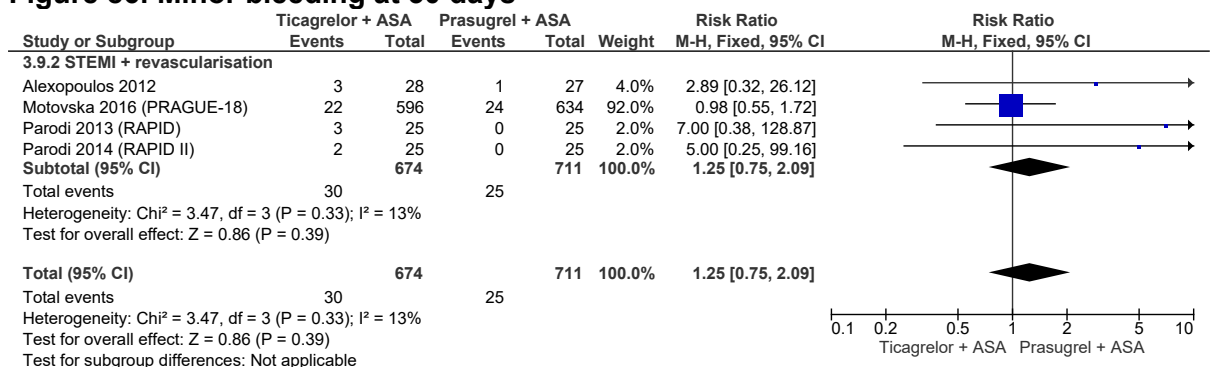 Ticagrelor + ASA Prasugrel + ASA Risk Ratio Risk Ratio
Study or Subgroup Events Total Events Total Weight M-H, Fixed, 95% CI M-H, Fixed, 95% CI
3.9.2 STEMI + revascularisation
Alexopoulos 2012 3 28 1 27 4.0% 2.89 [0.32, 26.12]
Motovska 2016 (PRAGUE-18) 22 596 24 634 92.0% 0.98 [0.55, 1.72]
Parodi 2013 (RAPID) 3 25 0 25 2.0% 7.00 [0.38, 128.87]
Parodi 2014 (RAPID II) 2 25 0 25 2.0% 5.00 [0.25, 99.16]
Subtotal (95% CI) 674 711 100.0% 1.25 [0.75, 2.09]
Total events 30 25
Heterogeneity: Chi² = 3.47, df = 3 (P = 0.33); I² = 13%
Test for overall effect: Z = 0.86 (P = 0.39)
Total (95% CI) 674 711 100.0% 1.25 [0.75, 2.09]
Total events 30 25
Heterogeneity: Chi² = 3.47, df = 3 (P = 0.33); I² = 13%
Test for overall effect: Z = 0.86 (P = 0.39)
Test for subgroup differences: Not applicable
0.1 0.2 0.5 1 2 5 10
Ticagrelor + ASA Prasugrel + ASA